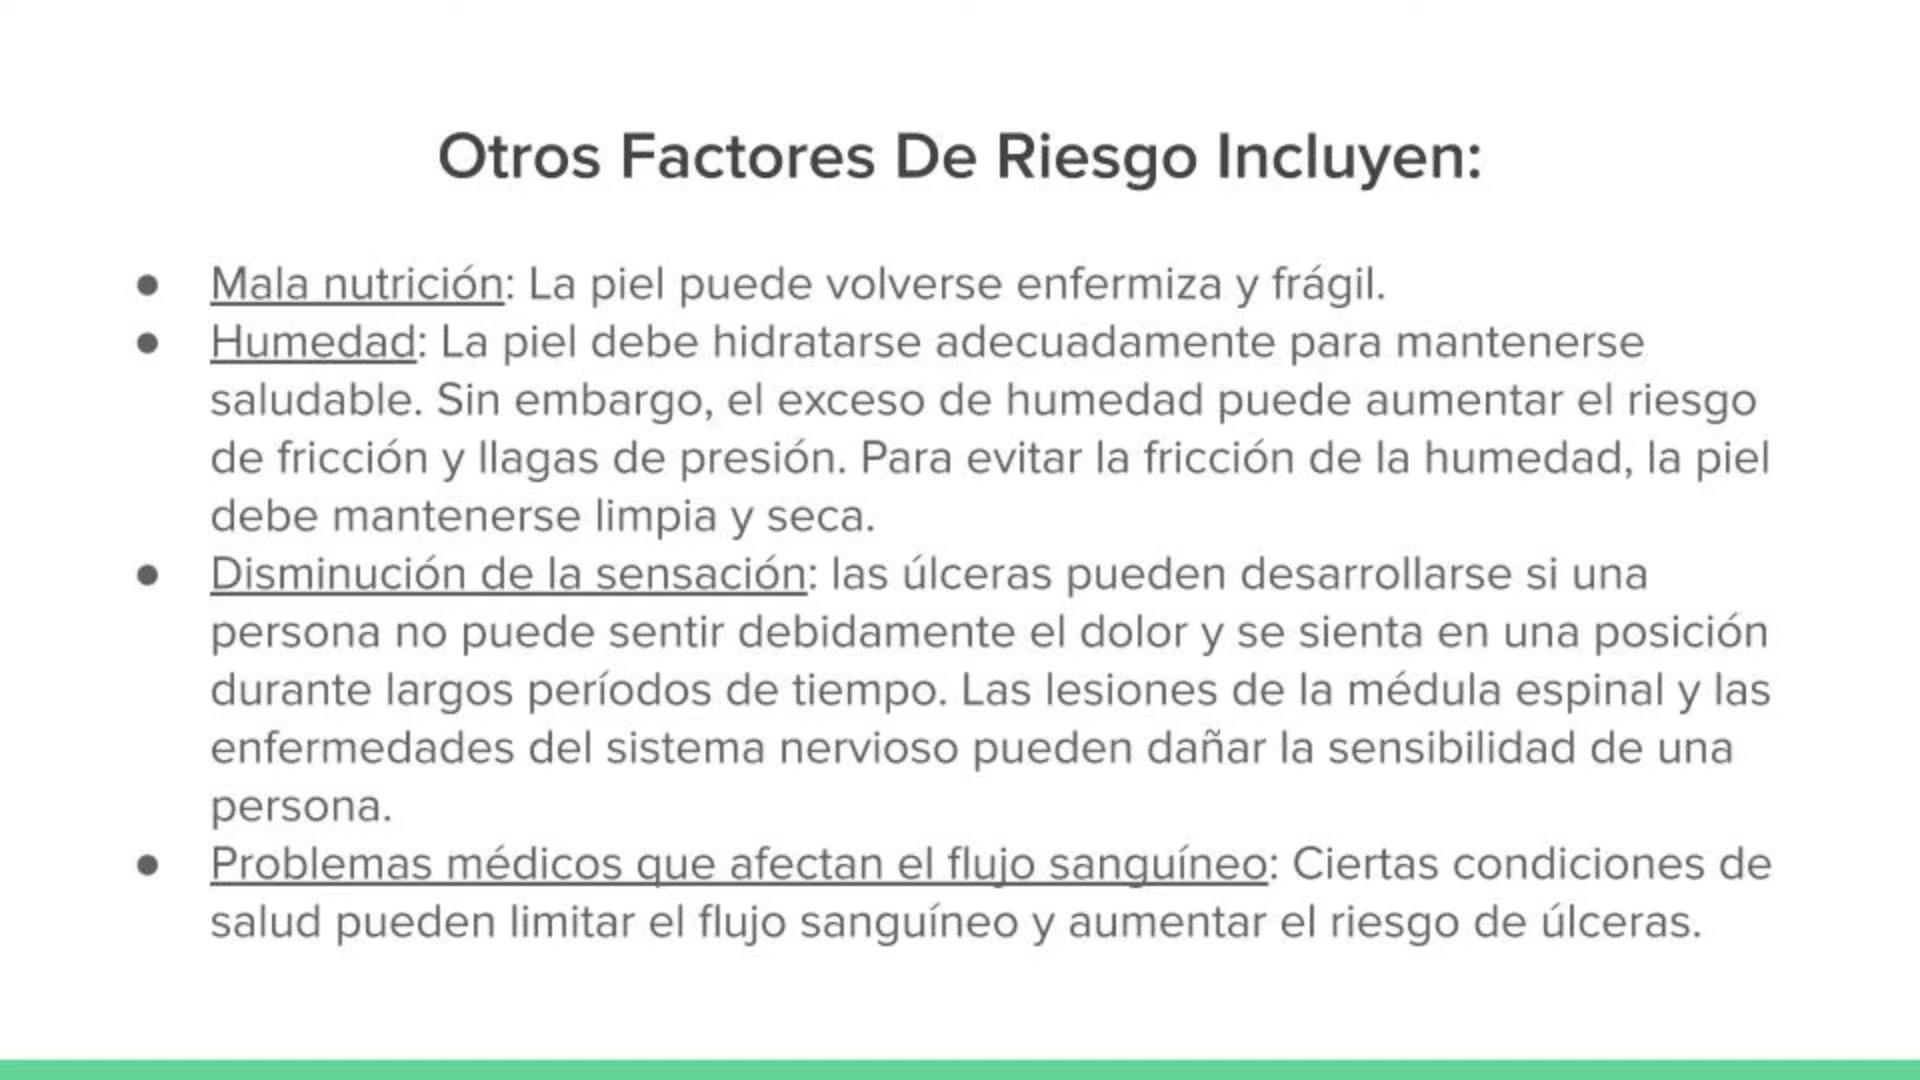 Otros Factores De Riesgo Incluyen:
● Mala nutrición: La piel puede volverse enfermiza y frágil.
● Humedad: La piel debe hidratarse adecuadamente para mantenerse
saludable. Sin embargo, el exceso de humedad puede aumentar el riesgo
de fricción y llagas de presión. Para evitar la fricción de la humedad, la piel
debe mantenerse limpia y seca.
● Disminución de la sensación: las úlceras pueden desarrollarse si una
persona no puede sentir debidamente el dolor y se sienta en una posición
durante largos períodos de tiempo. Las lesiones de la médula espinal y las
enfermedades del sistema nervioso pueden dañar la sensibilidad de una
persona.
● Problemas médicos que afectan el flujo sanguíneo: Ciertas condiciones de
salud pueden limitar el flujo sanguíneo y aumentar el riesgo de úlceras.